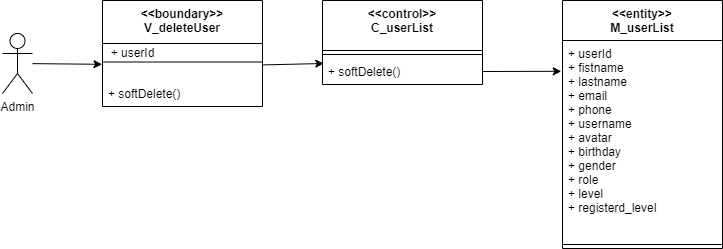 <<boundary>>
V_deleteUser
+ userId
+ softDelete()
Admin
<<control>>
C_userList
+ softDelete()
<<entity>>
M_userList
+ userId
+ fistname
+ lastname
+ email
+ phone
+ username
+ avatar
+ birthday
+ gender
+ role
+ level
+ registerd_level